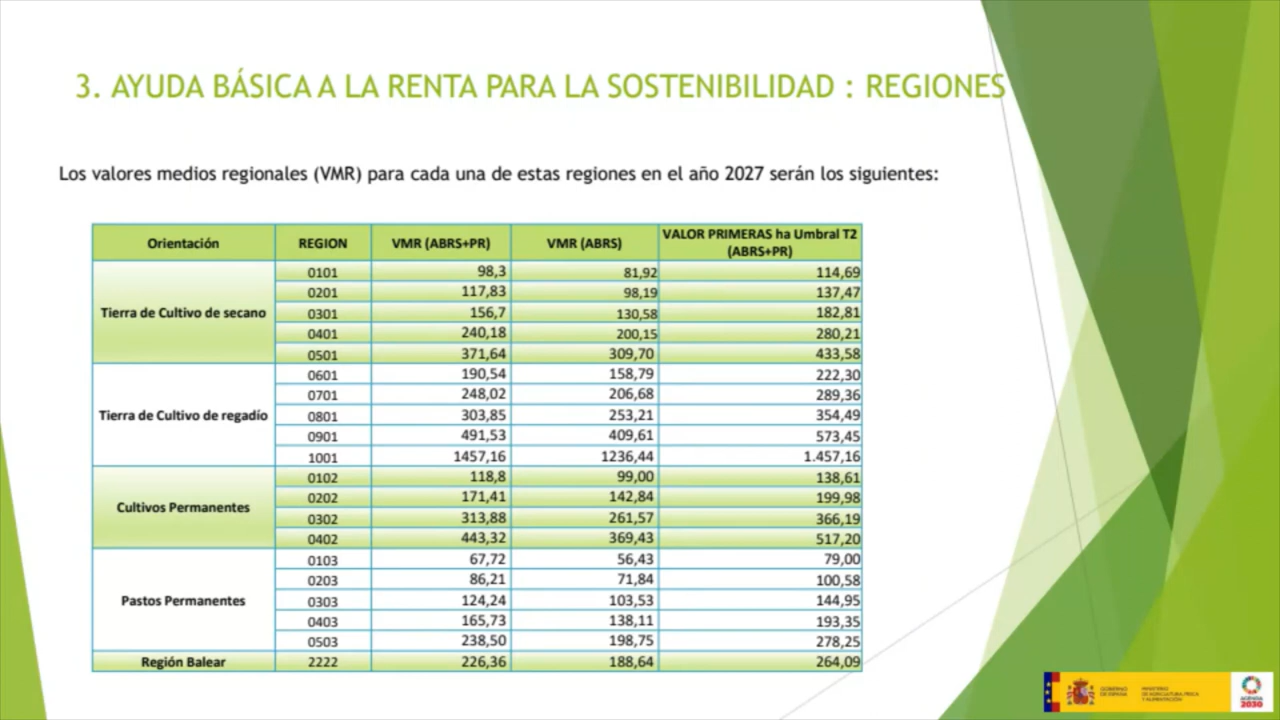 3. AYUDA BÁSICA A LA RENTA PARA LA SOSTENIBILIDAD : REGIONES
Los valores medios regionales (VMR) para cada una de estas regiones en el año 2027 serán los siguientes:
Orientación REGION VMR (ABRS+PR) VMR (ABRS) VALOR PRIMERAS ha Umbral T2 (ABRS+PR)
Tierra de Cultivo de secano
0101 98,3 81,92 114,69
0201 117,83 98,19 137,47
0301 156,7 130,58 182,81
0401 240,18 200,15 280,21
0501 371,64 309,70 433,58
Tierra de Cultivo de regadío
0601 190,54 158,79 222,30
0701 248,02 206,68 289,36
0801 303,85 253,21 354,49
0901 491,53 409,61 573,45
1001 1457,16 1236,44 1.457,16
Cultivos Permanentes
0102 118,8 99,00 138,61
0202 171,41 142,84 199,98
0302 313,88 261,57 366,19
0402 443,32 369,43 517,20
Pastos Permanentes
0103 67,72 56,43 79,00
0203 86,21 71,84 100,58
0303 124,24 103,53 144,95
0403 165,73 138,11 193,35
0503 238,50 198,75 278,25
Región Balear 2222 226,36 188,64 264,09
GOBIERNO
DE ESPAÑA
MINISTERIO
DE AGRICULTURA, PESCA
Y ALIMENTACIÓN
AGENDA
2030